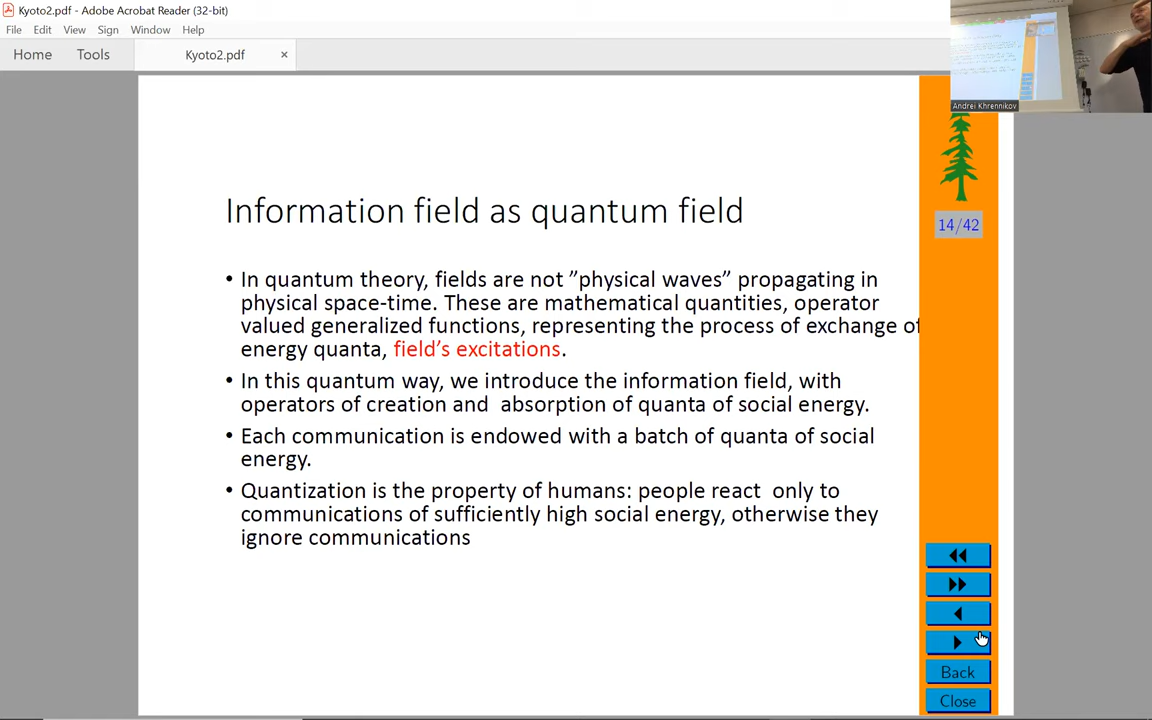 Kyoto2.pdf - Adobe Acrobat Reader (32-bit)
File Edit View Sign Window Help
Home Tools Kyoto2.pdf ×
Andrei Khrennikov
14/42
Information field as quantum field
• In quantum theory, fields are not ”physical waves” propagating in
physical space-time. These are mathematical quantities, operator
valued generalized functions, representing the process of exchange of
energy quanta, field’s excitations.
• In this quantum way, we introduce the information field, with
operators of creation and absorption of quanta of social energy.
• Each communication is endowed with a batch of quanta of social
energy.
• Quantization is the property of humans: people react only to
communications of sufficiently high social energy, otherwise they
ignore communications
Back
Close